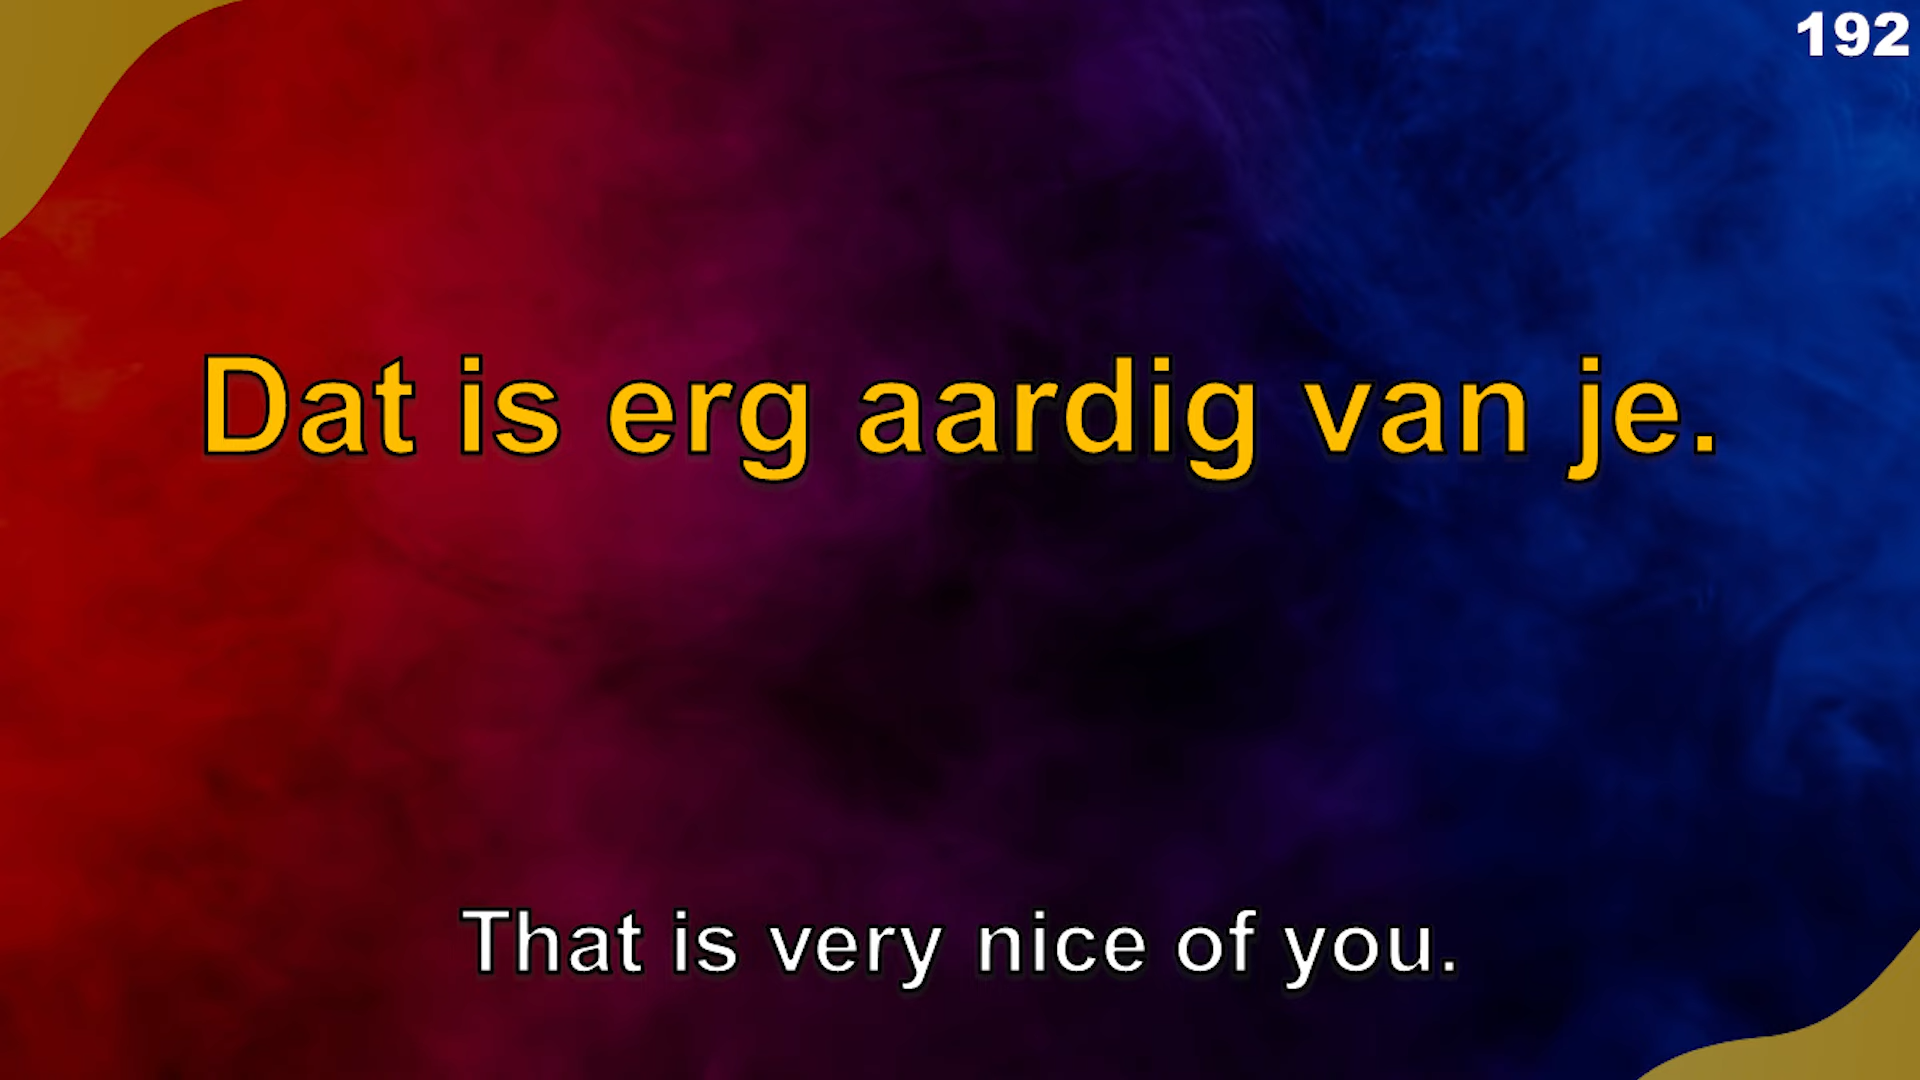 192
Dat is erg aardig van je.
That is very nice of you.